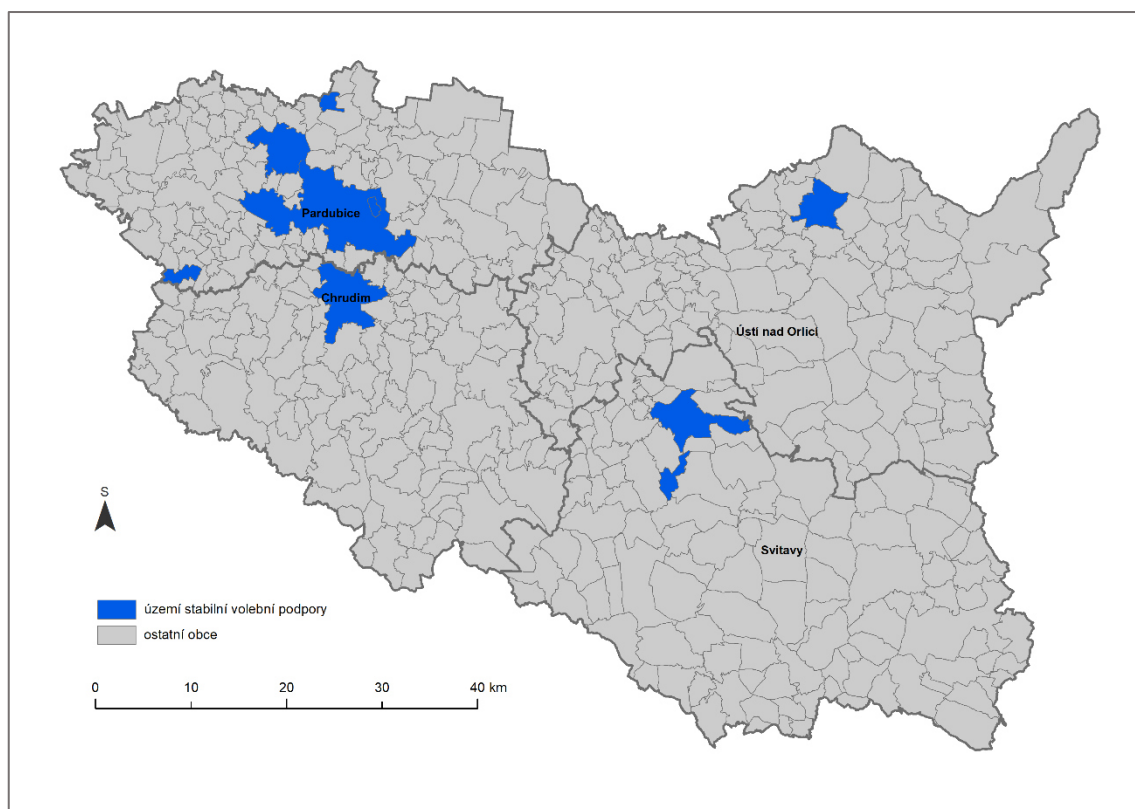 Pardubice
Chrudim
Ústí nad Orlicí
Svitavy
S
území stabilní volební podpory
ostatní obce
0 10 20 30 40 km